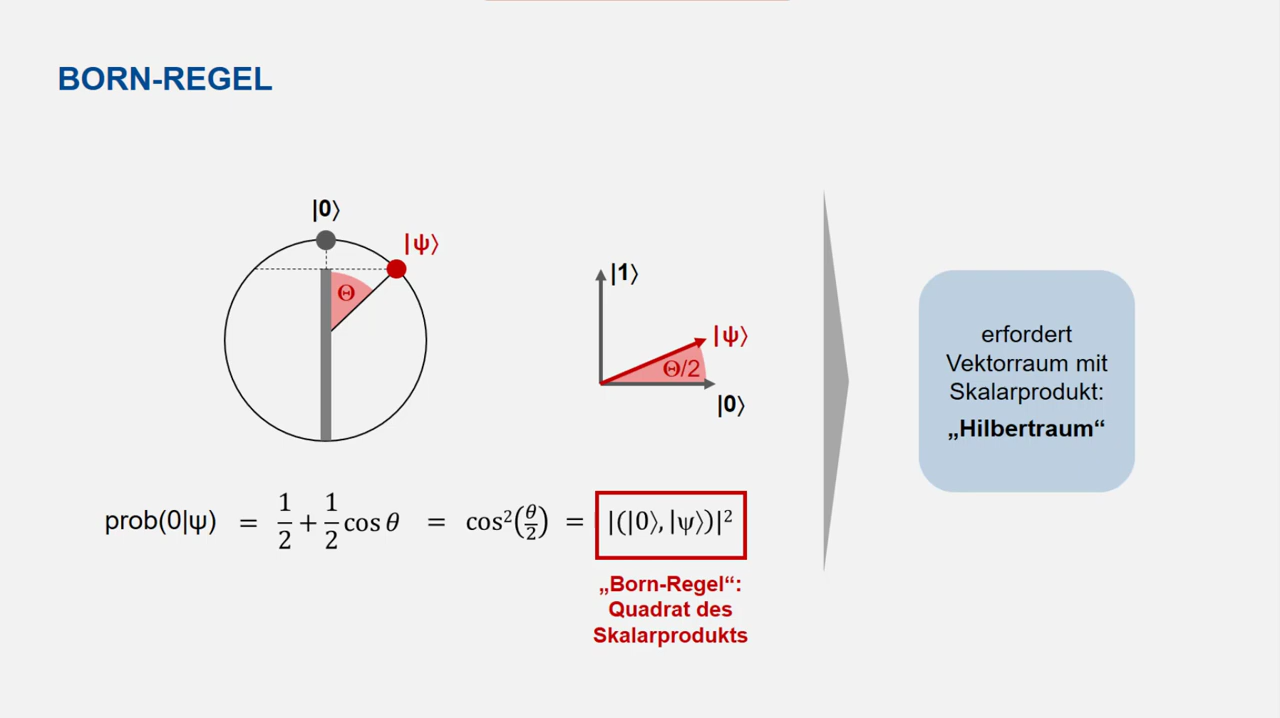 BORN-REGEL
|0⟩
|ψ⟩
Θ
|1⟩
|ψ⟩
Θ/2
|0⟩
prob(0|ψ) = 1/2 + 1/2 cos θ = cos²(θ/2) = |(|0⟩, |ψ⟩)|²
„Born-Regel“:
Quadrat des
Skalarprodukts
erfordert
Vektorraum mit
Skalarprodukt:
„Hilbertraum“